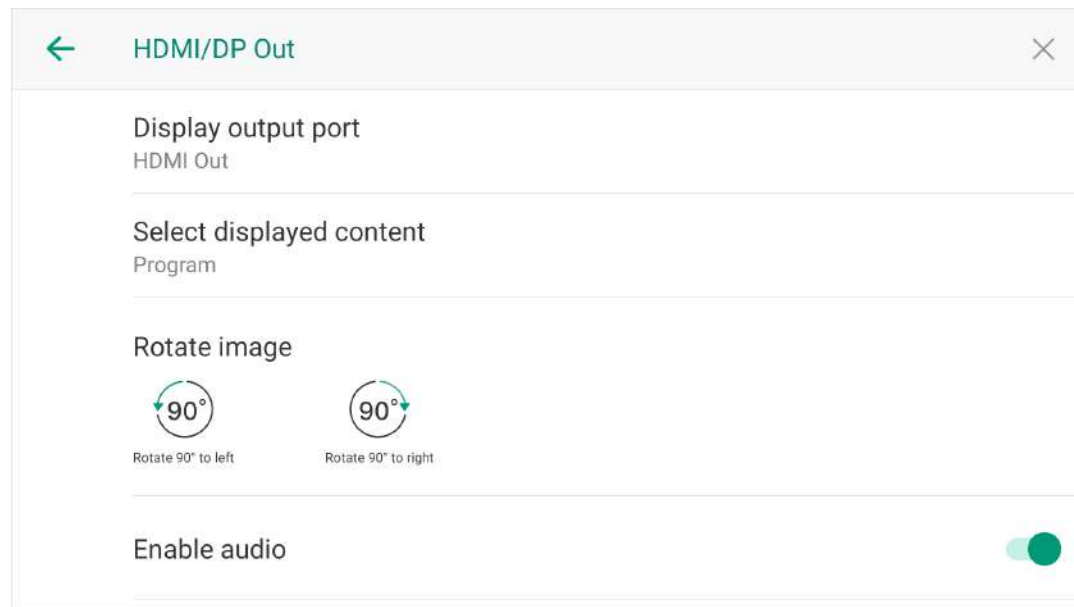 HDMI/DP Out
Display output port
HDMI Out
Select displayed content
Program
Rotate image
90° 90°
Rotate 90° to left Rotate 90° to right
Enable audio